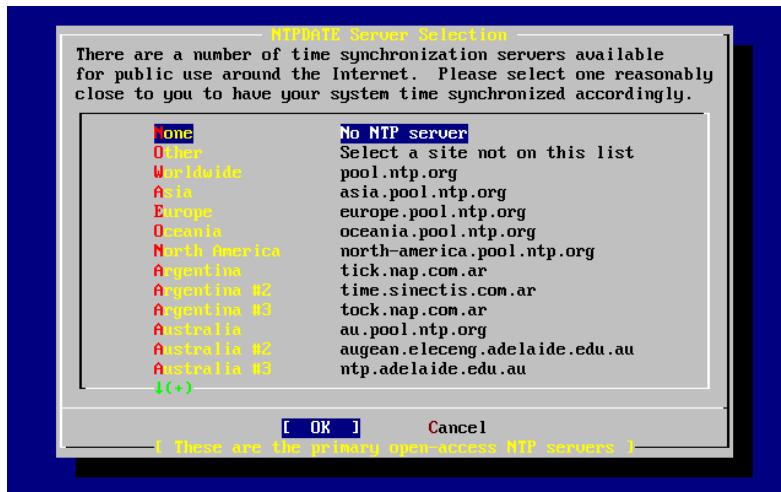 NTPDATE Server Selection
There are a number of time synchronization servers available
for public use around the Internet.  Please select one reasonably
close to you to have your system time synchronized accordingly.
None No NTP server
Other Select a site not on this list
Worldwide pool.ntp.org
Asia asia.pool.ntp.org
Europe europe.pool.ntp.org
Oceania oceania.pool.ntp.org
North America north-america.pool.ntp.org
Argentina tick.nap.com.ar
Argentina #2 time.sinectis.com.ar
Argentina #3 tock.nap.com.ar
Australia au.pool.ntp.org
Australia #2 augean.eleceng.adelaide.edu.au
Australia #3 ntp.adelaide.edu.au
↓(+)
[ OK ] Cancel
[ These are the primary open-access NTP servers ]